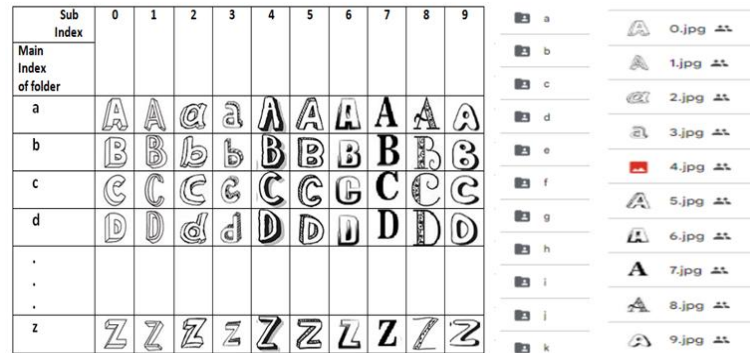 Sub Index 0 1 2 3 4 5 6 7 8 9
Main Index of folder
a A A a a A A A A A A
b B B b b B B B B B B
c C C C C C C G C C C
d D D d d D D D D D D
.
.
.
z Z Z Z Z Z Z Z Z Z Z
a
b
c
d
e
f
g
h
i
j
k
0.jpg
1.jpg
2.jpg
3.jpg
4.jpg
5.jpg
6.jpg
7.jpg
8.jpg
9.jpg